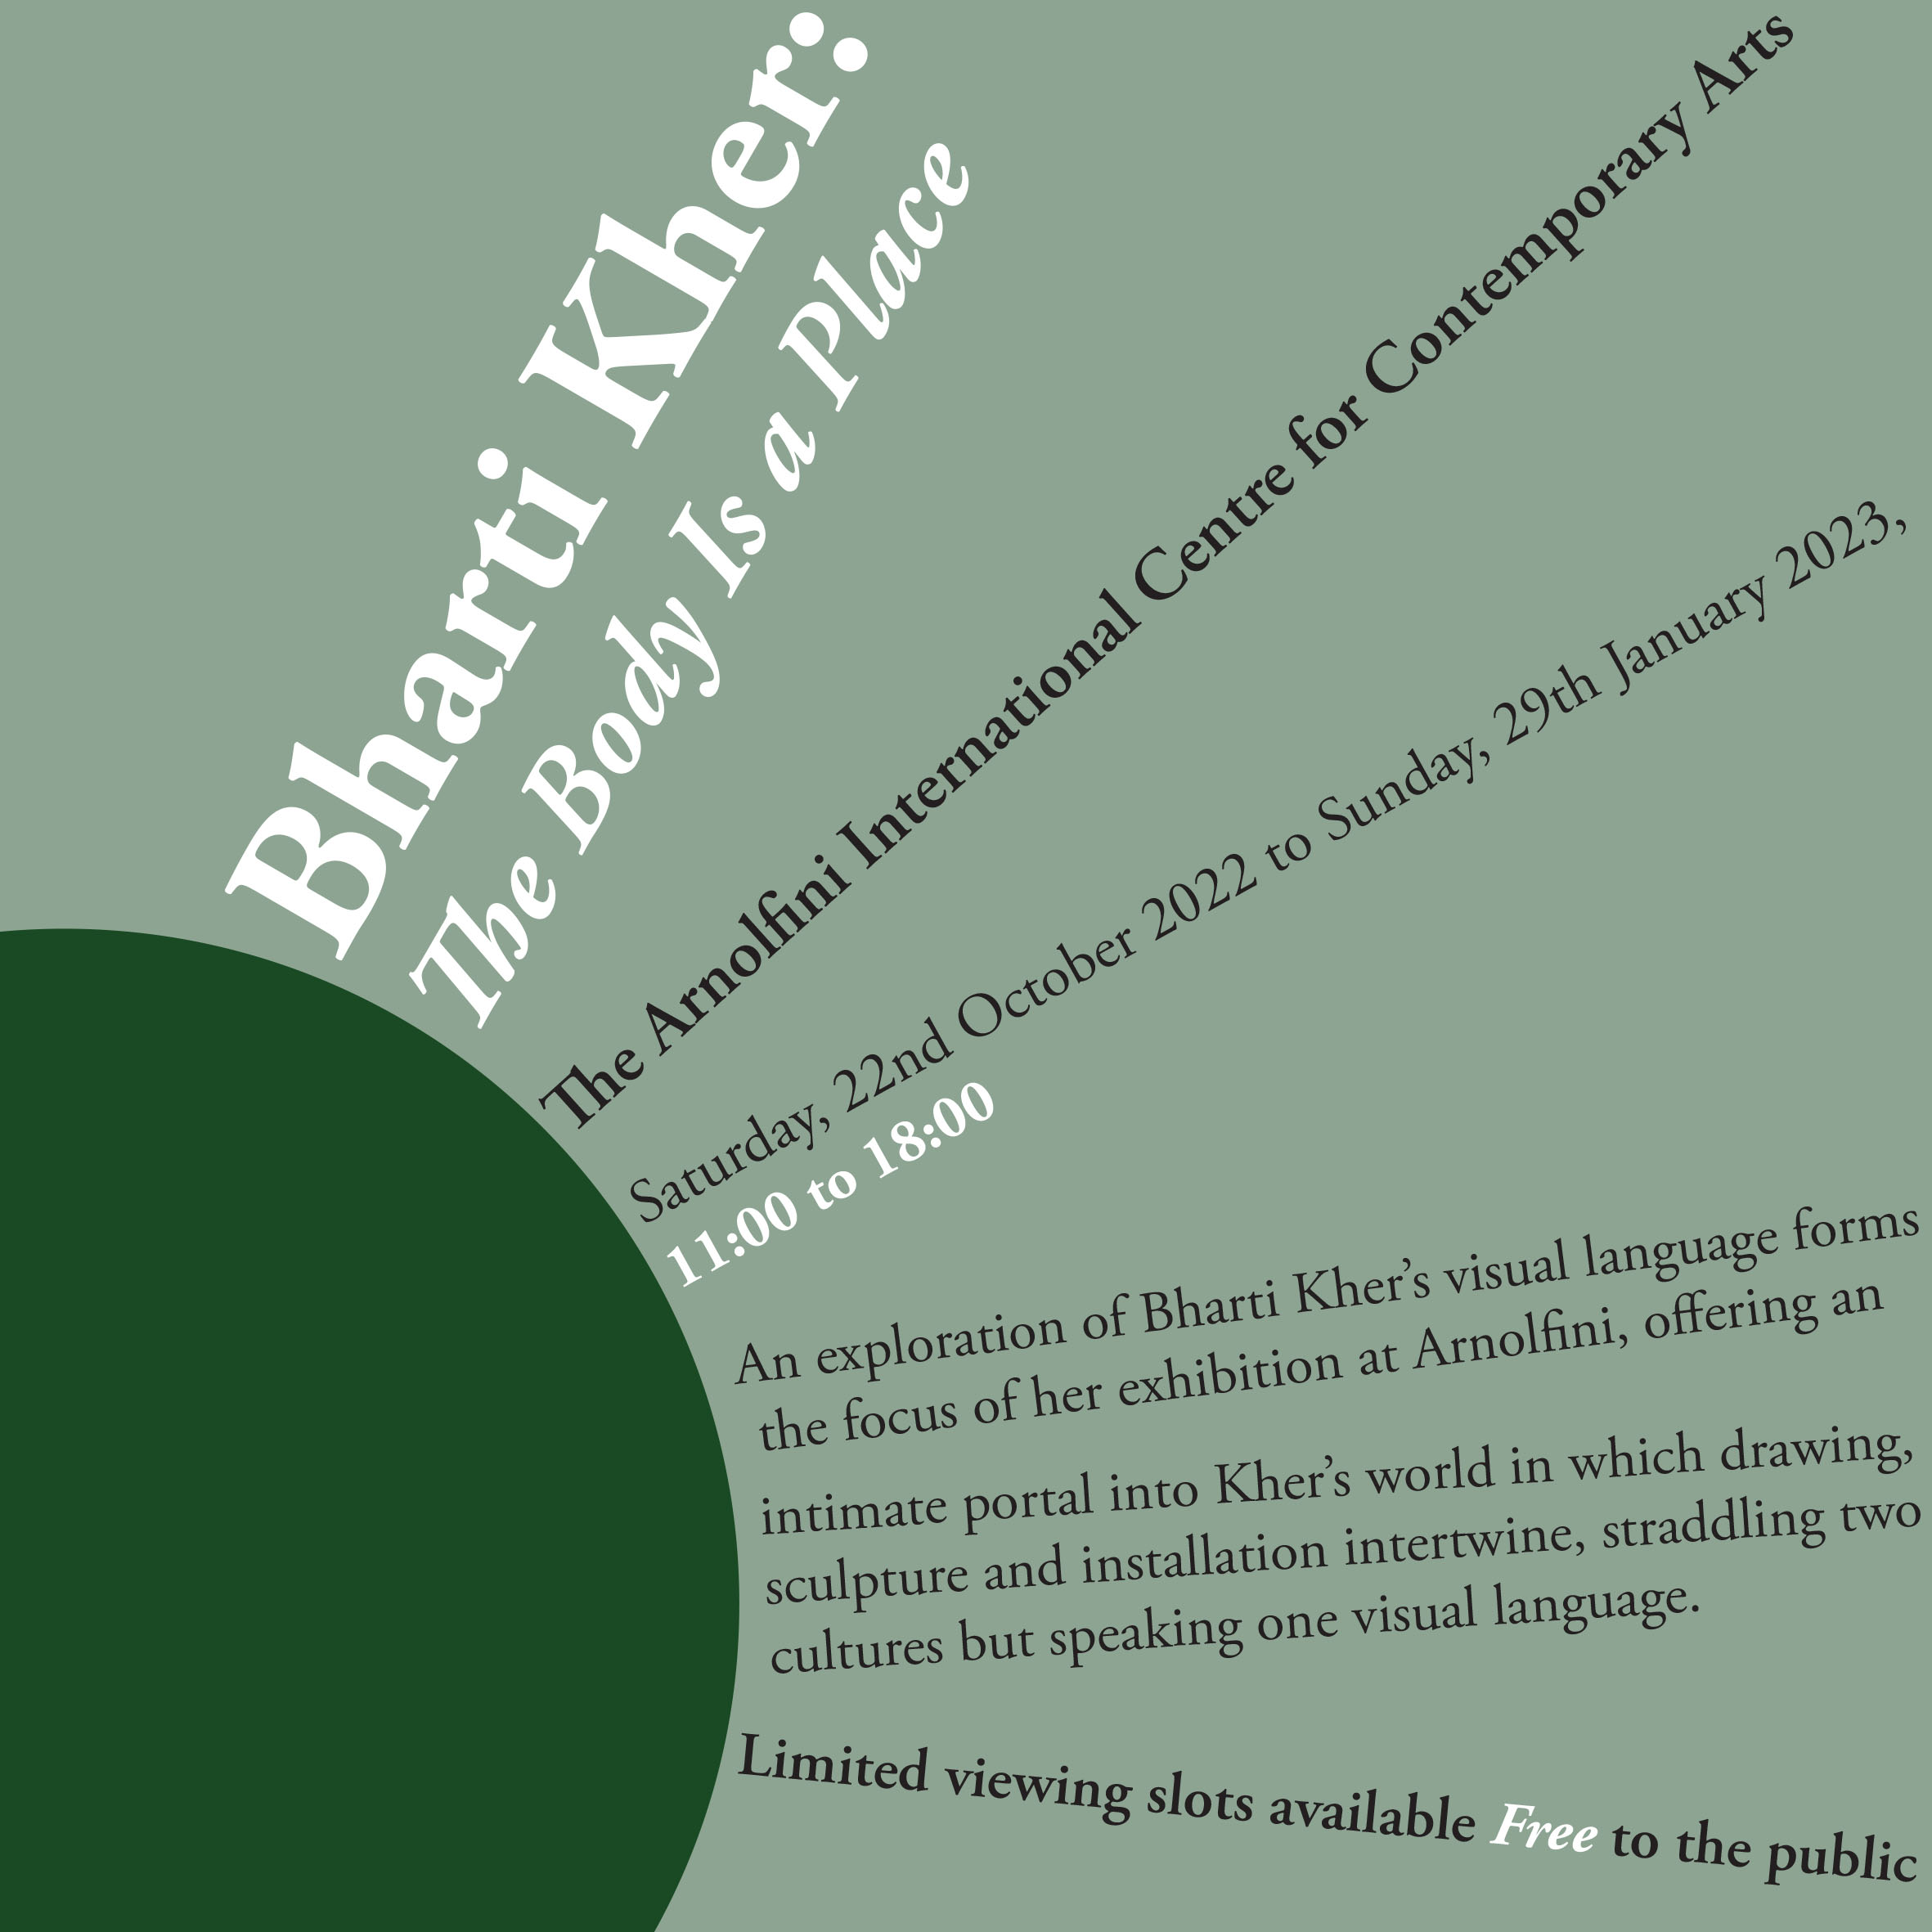 Bharti Kher:
The Body Is a Place
The Arnolfini International Centre for Contemporary Arts
Saturday, 22nd October 2022 to Sunday, 29th January 2023,
11:00 to 18:00
An exploration of Bharti Kher's visual language forms
the focus of her exhibition at Arnolfini, offering an
intimate portal into Kher's world in which drawing,
sculpture and installation intertwine, straddling two
cultures but speaking one visual language.
Limited viewing slots available Free to the public